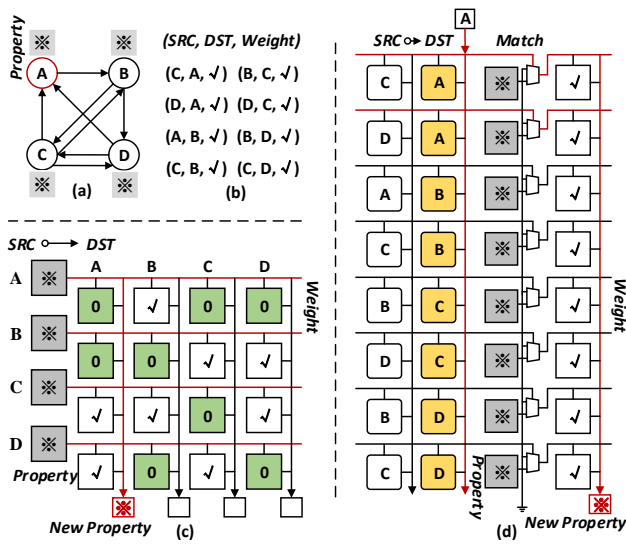 Property
※ ※
A B
C D
※ ※
(a)
(SRC, DST, Weight)
(C, A, √) (B, C, √)
(D, A, √) (D, C, √)
(A, B, √) (B, D, √)
(C, B, √) (C, D, √)
(b)
SRC DST
A B C D
A ※
0 √ 0 0
B ※
0 0 √ √
C ※
√ √ 0 √
D ※
√ 0 √ 0
Weight
Property
※
New Property
(c)
A
SRC DST Match
C A ※ √
D A ※ √
A B ※ √
C B ※ √
B C ※ √
D C ※ √
B D ※ √
C D ※ √
Weight
Property
※
(d) New Property